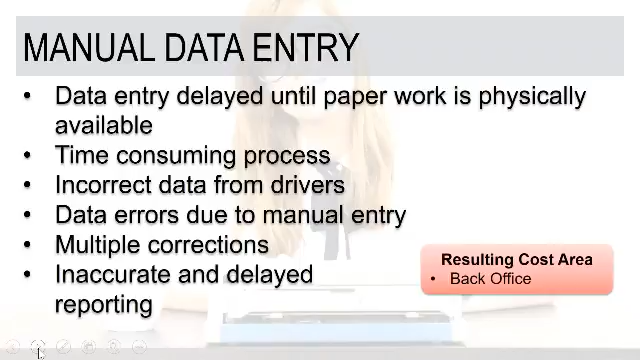 MANUAL DATA ENTRY
• Data entry delayed until paper work is physically
available
• Time consuming process
• Incorrect data from drivers
• Data errors due to manual entry
• Multiple corrections
• Inaccurate and delayed
reporting
Resulting Cost Area
• Back Office